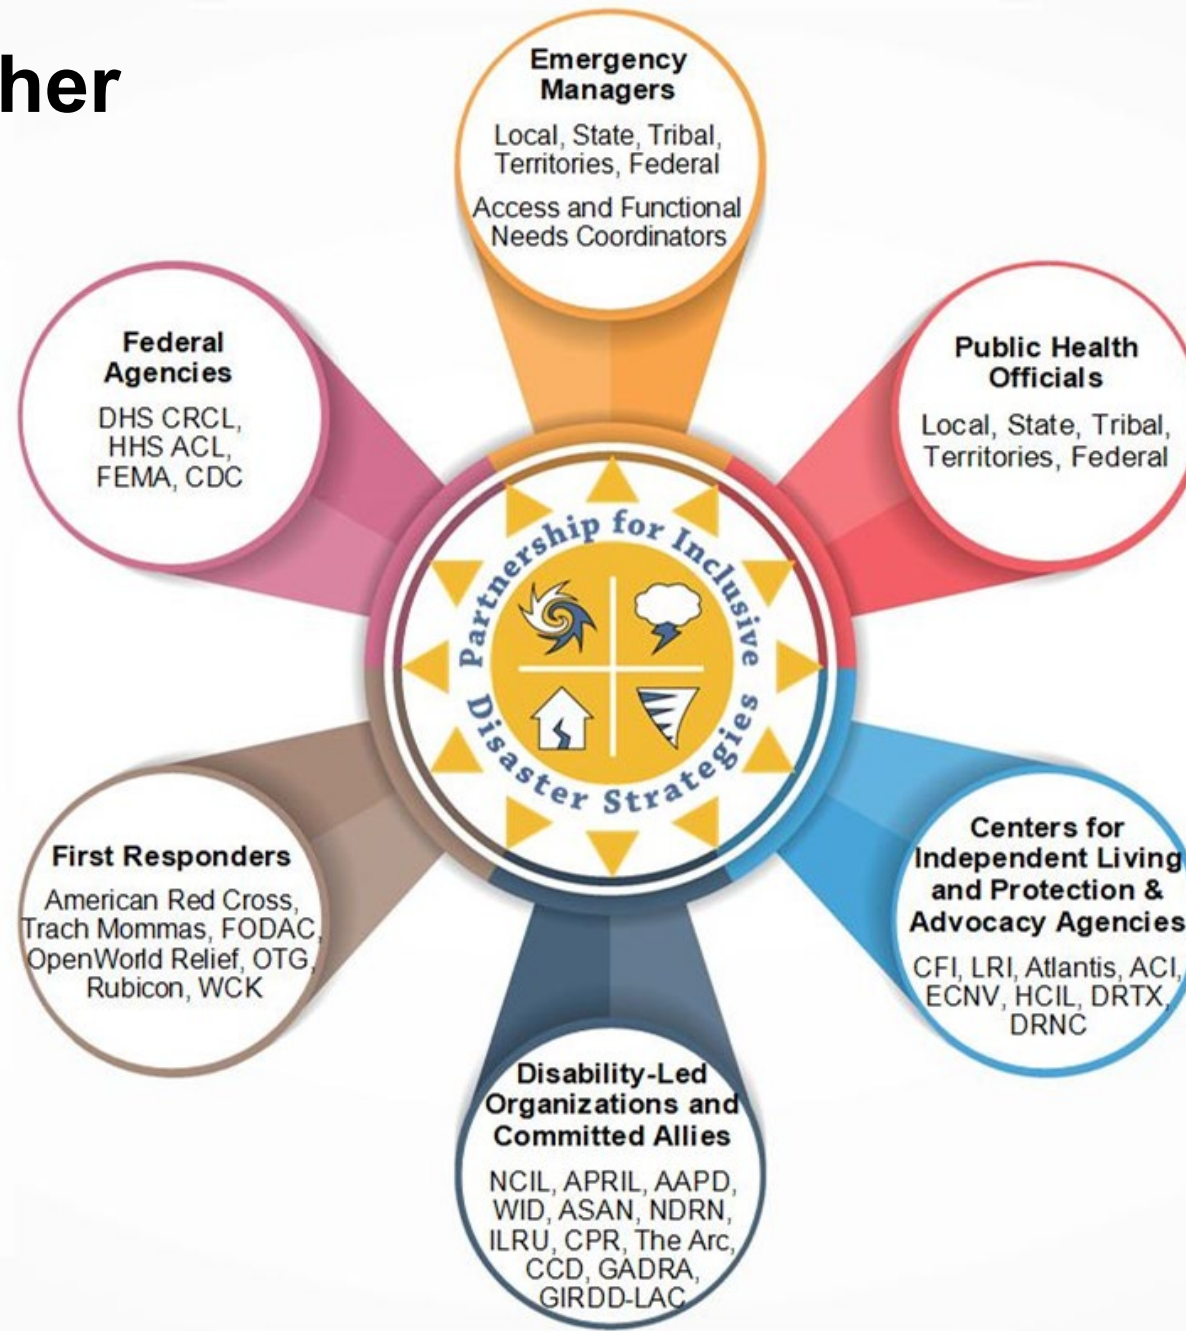 her
Emergency
Managers
Local, State, Tribal,
Territories, Federal
Access and Functional
Needs Coordinators
Federal
Agencies
DHS CRCL,
HHS ACL,
FEMA, CDC
Public Health
Officials
Local, State, Tribal,
Territories, Federal
Partnership for Inclusive
Disaster Strategies
First Responders
American Red Cross,
Trach Mommas, FODAC,
OpenWorld Relief, OTG,
Rubicon, WCK
Centers for
Independent Living
and Protection &
Advocacy Agencies
CFI, LRI, Atlantis, ACI,
ECNV, HCIL, DRTX,
DRNC
Disability-Led
Organizations and
Committed Allies
NCIL, APRIL, AAPD,
WID, ASAN, NDRN,
ILRU, CPR, The Arc,
CCD, GADRA,
GIRDD-LAC